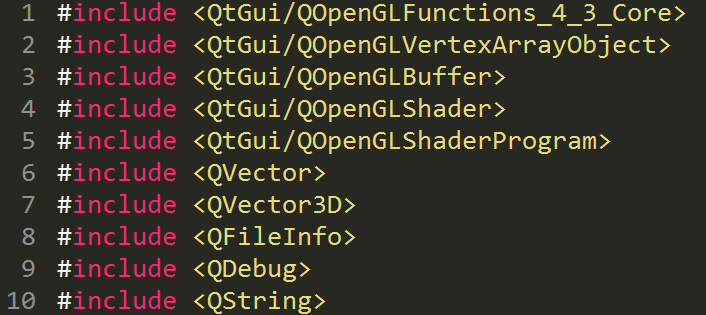 1 #include <QtGui/QOpenGLFunctions_4_3_Core>
2 #include <QtGui/QOpenGLVertexArrayObject>
3 #include <QtGui/QOpenGLBuffer>
4 #include <QtGui/QOpenGLShader>
5 #include <QtGui/QOpenGLShaderProgram>
6 #include <QVector>
7 #include <QVector3D>
8 #include <QFileInfo>
9 #include <QDebug>
10 #include <QString>